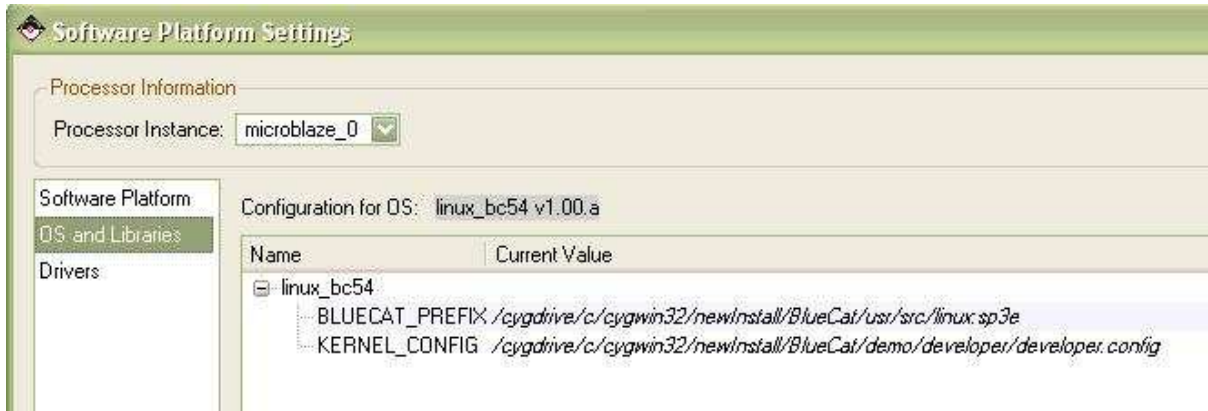 Software Platform Settings
Processor Information
Processor Instance: microblaze_0
Software Platform
OS and Libraries
Drivers
Configuration for OS: linux_bc54 v1.00.a
Name Current Value
linux_bc54
BLUECAT_PREFIX /cygdrive/c/cygwin32/newInstall/BlueCat/usr/src/linux.sp3e
KERNEL_CONFIG /cygdrive/c/cygwin32/newInstall/BlueCat/demo/developer/developer.config